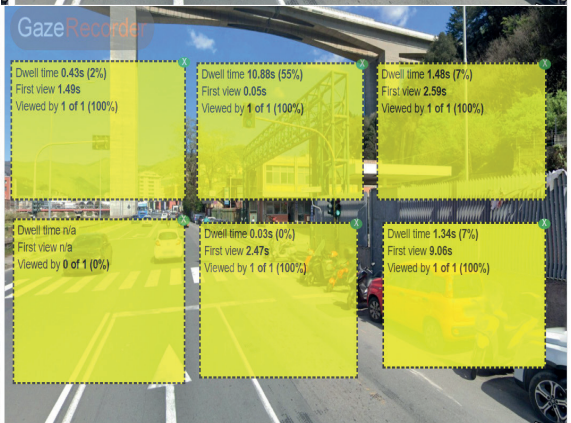 GazeRecorder
X
Dwell time 0.43s (2%)
First view 1.49s
Viewed by 1 of 1 (100%)
X
Dwell time 10.88s (55%)
First view 0.05s
Viewed by 1 of 1 (100%)
X
Dwell time 1.48s (7%)
First view 2.59s
Viewed by 1 of 1 (100%)
X
Dwell time n/a
First view n/a
Viewed by 0 of 1 (0%)
X
Dwell time 0.03s (0%)
First view 2.47s
Viewed by 1 of 1 (100%)
X
Dwell time 1.34s (7%)
First view 9.06s
Viewed by 1 of 1 (100%)